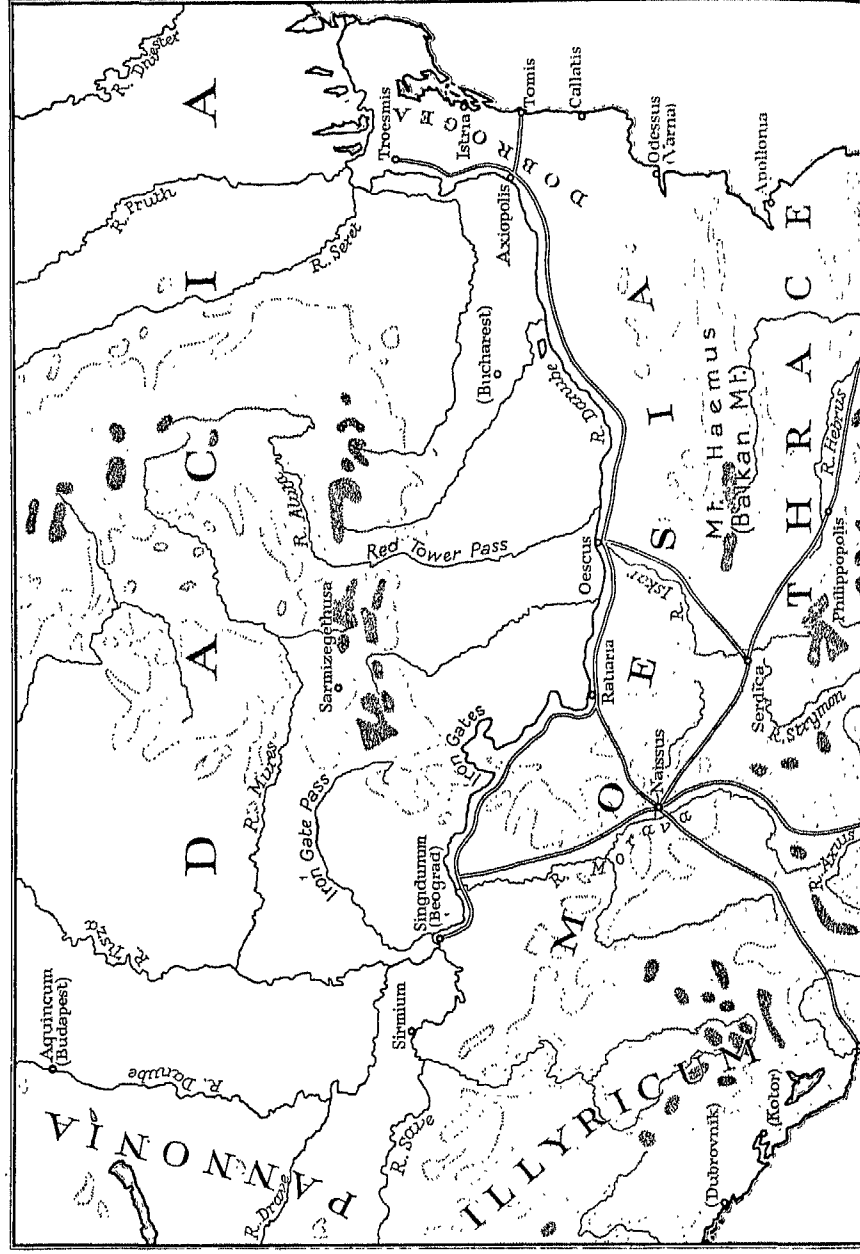 R. Dniester
A
R. Pruth
I
R. Seret
C
A
D
DOBROGEA
Troesmis
Istria
Tomis
Callatis
Axiopolis
Odessus
(Varna)
Apollonia
(Bucharest)
R. Danube
R. Aluta
Red Tower Pass
Sarmizegethusa
R. Mures
Iron Gate Pass
Iron Gates
R. Tisza
Aquincum
(Budapest)
R. Danube
PANNONIA
R. Drave
Sirmium
R. Save
Singidunum
(Beograd)
MOESIA
Oescus
Ratiaria
R. Iskar
R. Morava
Naissus
Serdica
Mt. Haemus
(Balkan Mt.)
THRACE
R. Hebrus
Philippopolis
R. Strymon
R. Axius
ILLYRICUM
(Dubrovnik)
(Kotor)